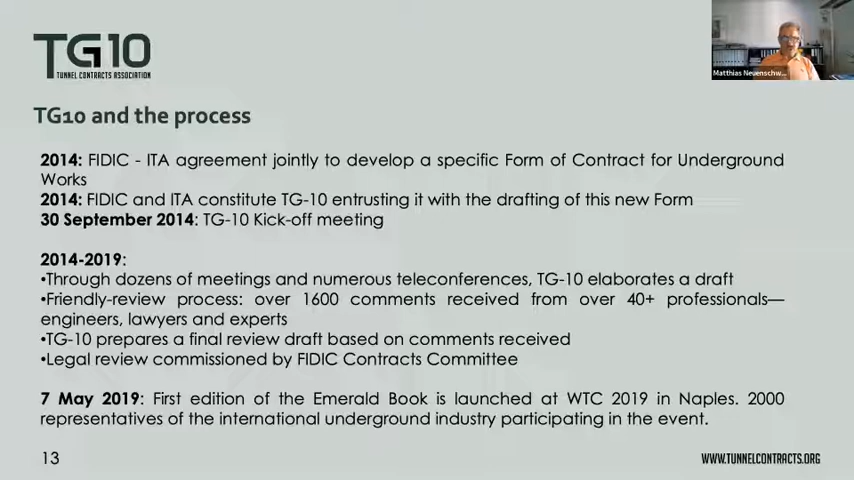 TG10
TUNNEL CONTRACTS ASSOCIATION
Matthias Neuenschw...
TG10 and the process
2014: FIDIC - ITA agreement jointly to develop a specific Form of Contract for Underground
Works
2014: FIDIC and ITA constitute TG-10 entrusting it with the drafting of this new Form
30 September 2014: TG-10 Kick-off meeting
2014-2019:
•Through dozens of meetings and numerous teleconferences, TG-10 elaborates a draft
•Friendly-review process: over 1600 comments received from over 40+ professionals—
engineers, lawyers and experts
•TG-10 prepares a final review draft based on comments received
•Legal review commissioned by FIDIC Contracts Committee
7 May 2019: First edition of the Emerald Book is launched at WTC 2019 in Naples. 2000
representatives of the international underground industry participating in the event.
13
WWW.TUNNELCONTRACTS.ORG